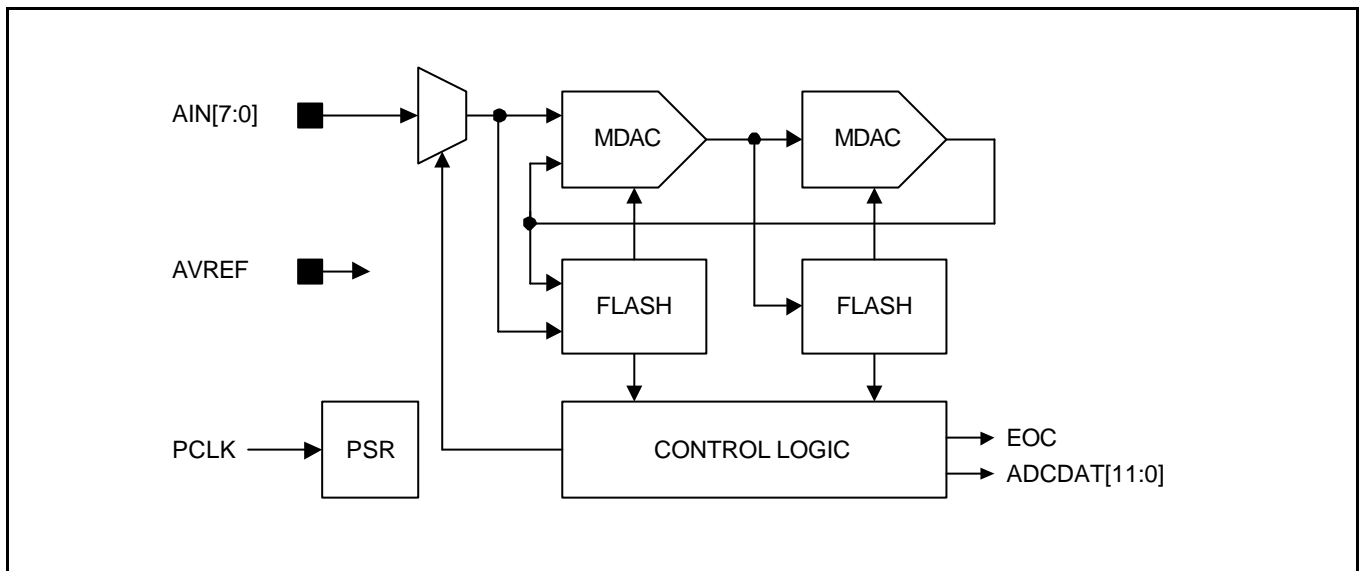 AIN[7:0]
MDAC
MDAC
AVREF
FLASH
FLASH
PCLK
PSR
CONTROL LOGIC
EOC
ADCDAT[11:0]